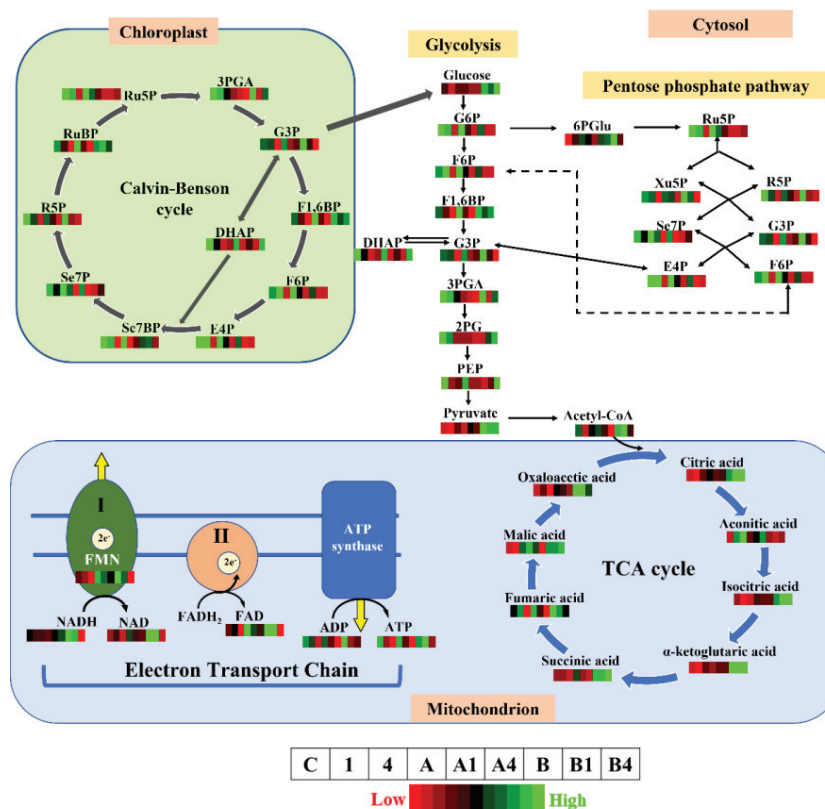 Chloroplast
Glycolysis
Cytosol
Pentose phosphate pathway
Ru5P
3PGA
RuBP
G3P
Calvin-Benson
cycle
R5P
F1,6BP
DHAP
Se7P
F6P
Se7BP
E4P
Glucose
G6P
6PGlu
Ru5P
F6P
Xu5P
R5P
F1,6BP
Se7P
G3P
DHAP
G3P
E4P
F6P
3PGA
2PG
PEP
Pyruvate
Acetyl-CoA
I
2e-
FMN
NADH
NAD
II
2e-
FADH2
FAD
ATP
synthase
ADP
ATP
Electron Transport Chain
Oxaloacetic acid
Citric acid
Malic acid
Aconitic acid
TCA cycle
Fumaric acid
Isocitric acid
Succinic acid
α-ketoglutaric acid
Mitochondrion
C 1 4 A A1 A4 B B1 B4
Low High